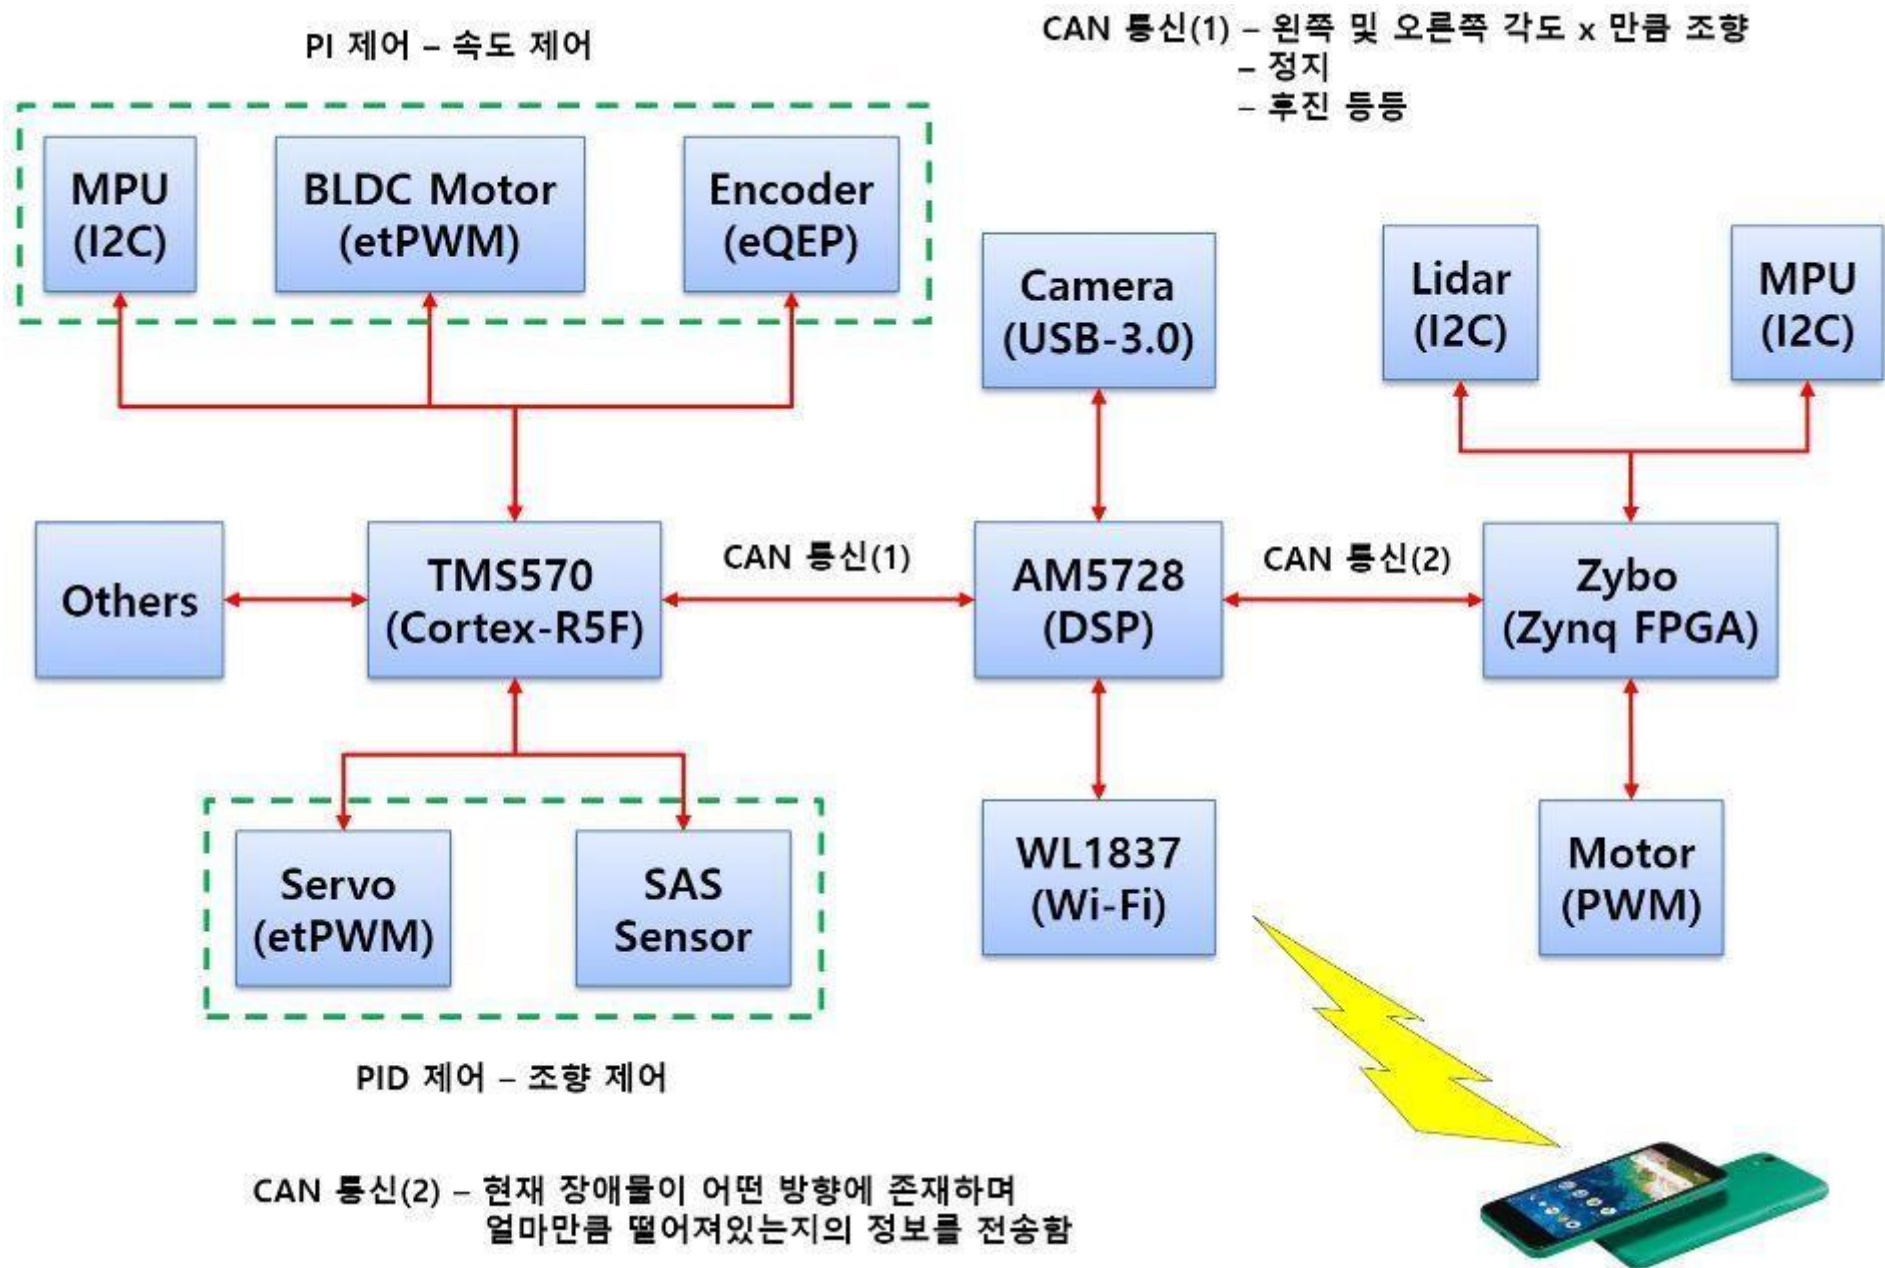 PI 제어 – 속도 제어
CAN 통신(1) – 왼쪽 및 오른쪽 각도 x 만큼 조향
– 정지
– 후진 등등
MPU
(I2C)
BLDC Motor
(etPWM)
Encoder
(eQEP)
Camera
(USB-3.0)
Lidar
(I2C)
MPU
(I2C)
Others
TMS570
(Cortex-R5F)
CAN 통신(1)
AM5728
(DSP)
CAN 통신(2)
Zybo
(Zynq FPGA)
Servo
(etPWM)
SAS
Sensor
WL1837
(Wi-Fi)
Motor
(PWM)
PID 제어 – 조향 제어
CAN 통신(2) – 현재 장애물이 어떤 방향에 존재하며
얼마만큼 떨어져있는지의 정보를 전송함